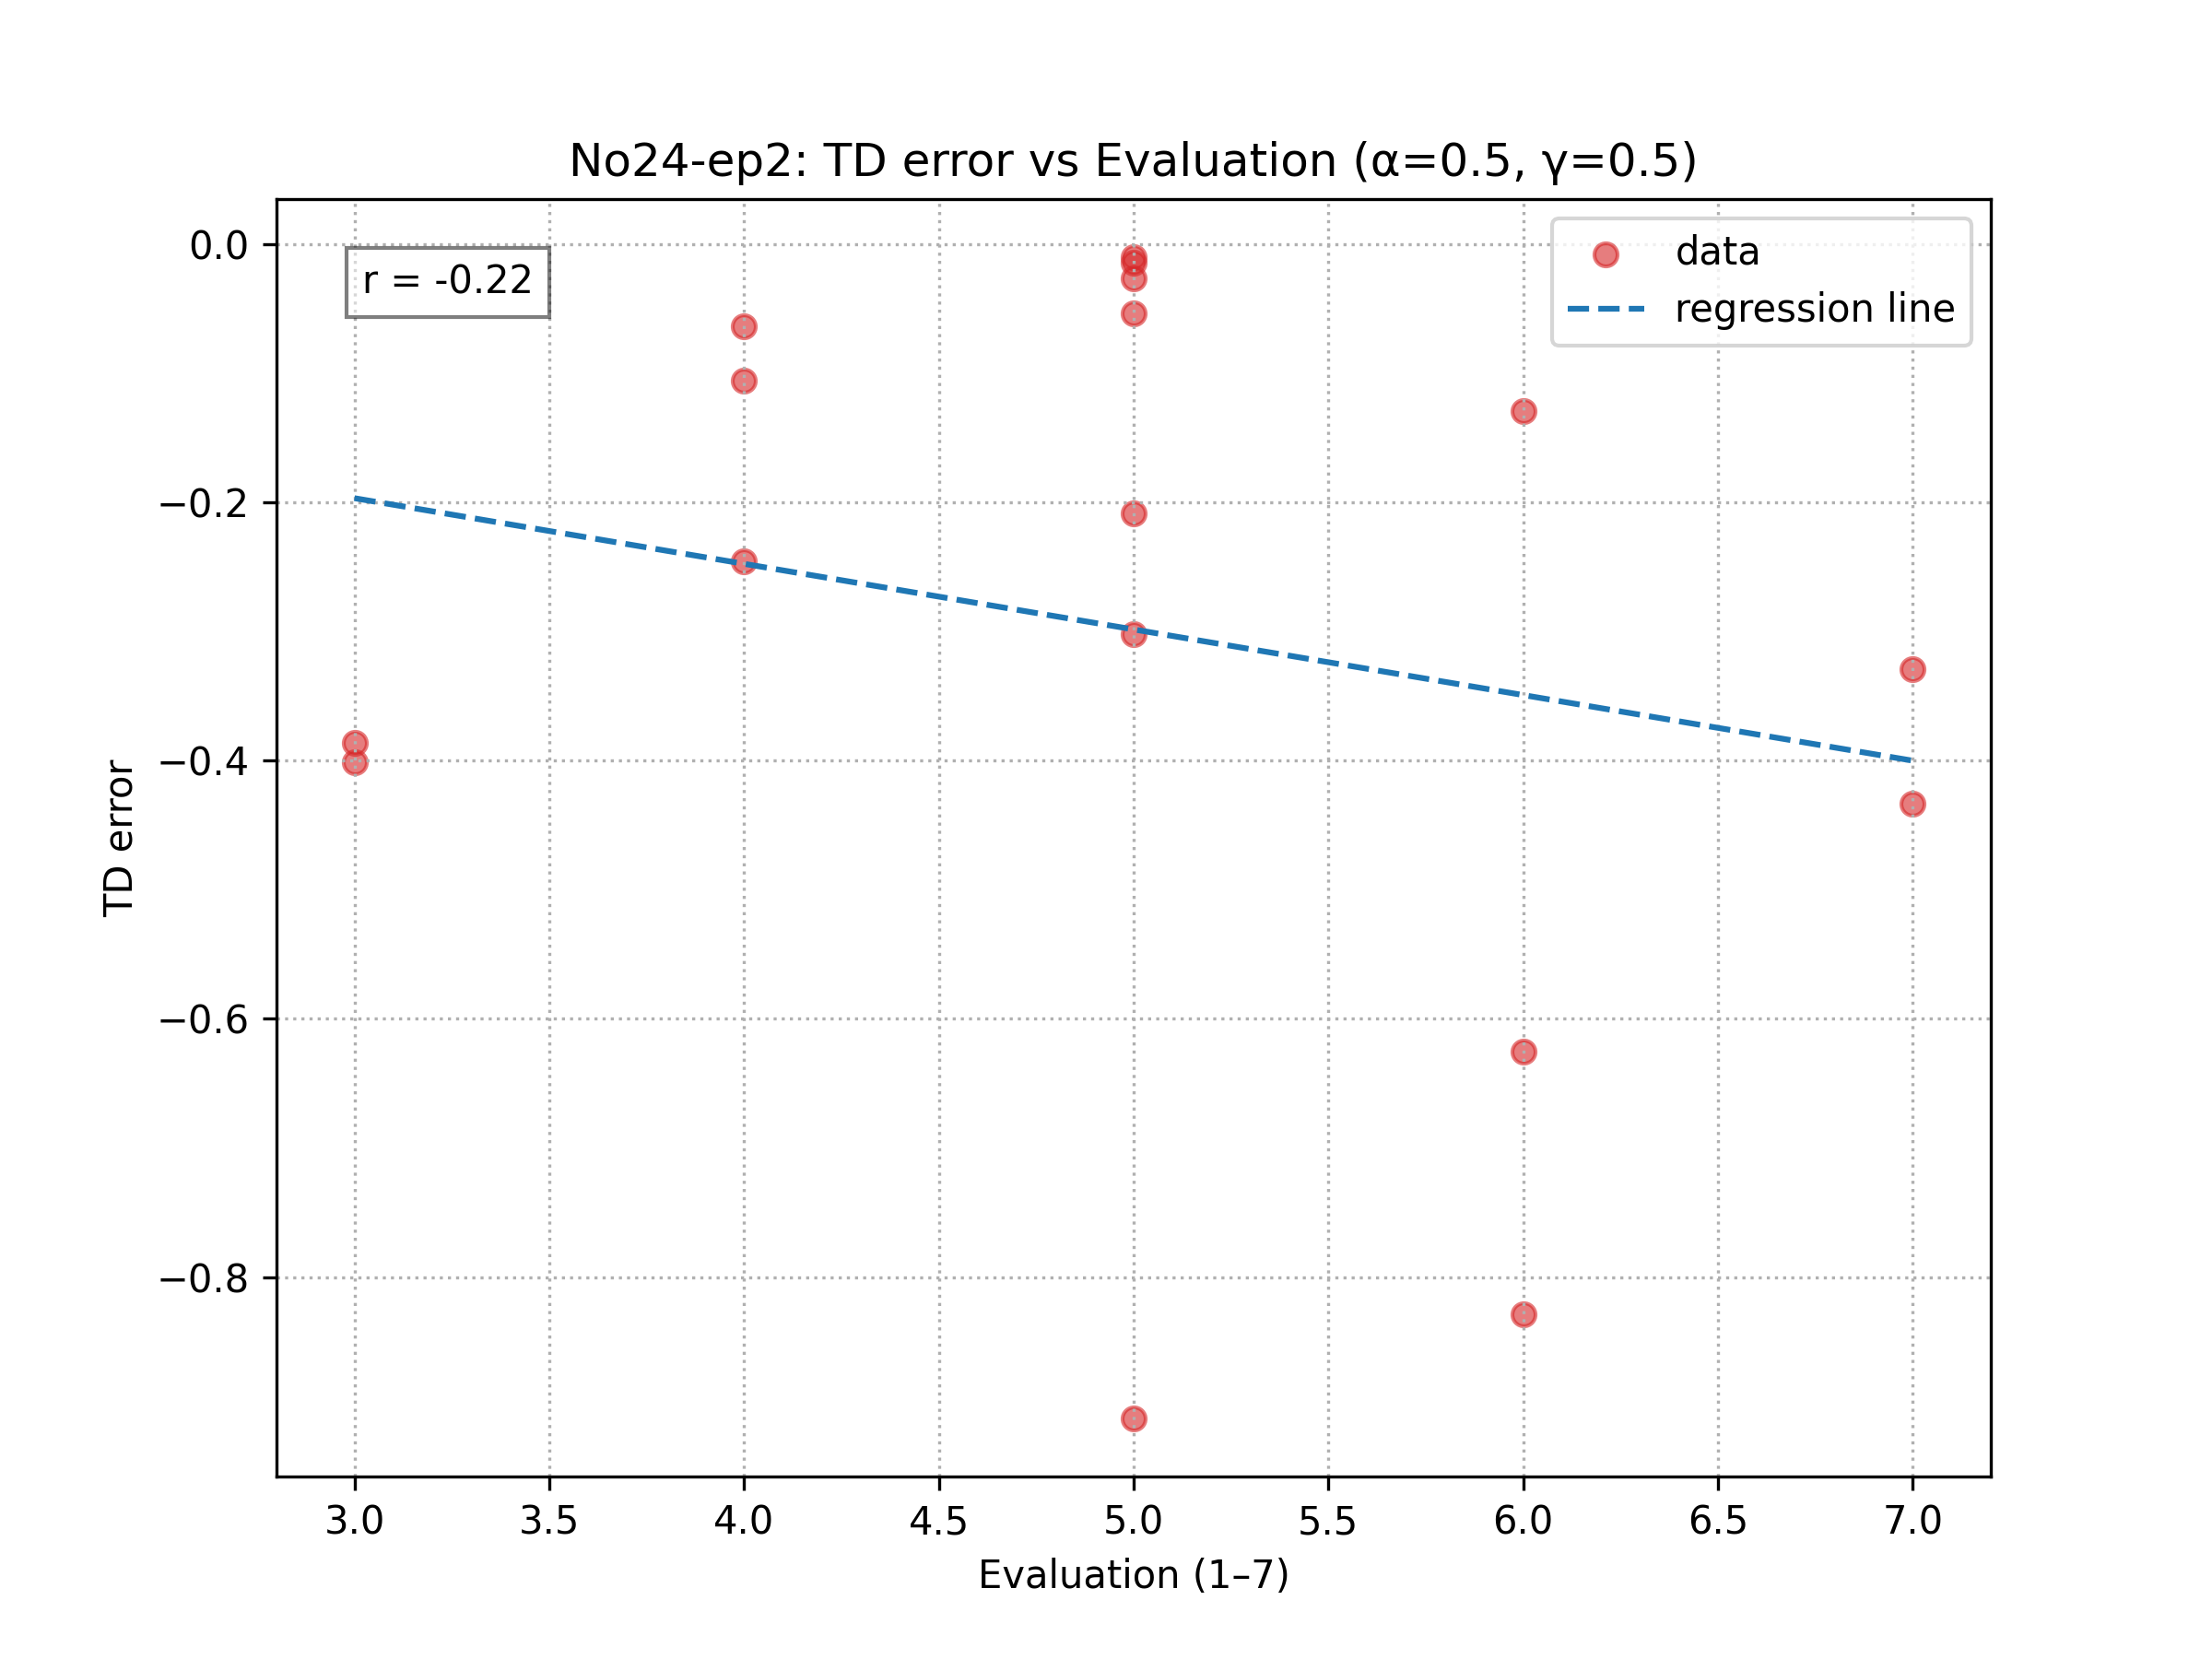 No24-ep2: TD error vs Evaluation (α=0.5, γ=0.5)
r = -0.22
data
regression line
0.0
−0.2
−0.4
−0.6
−0.8
TD error
3.0 3.5 4.0 4.5 5.0 5.5 6.0 6.5 7.0
Evaluation (1–7)